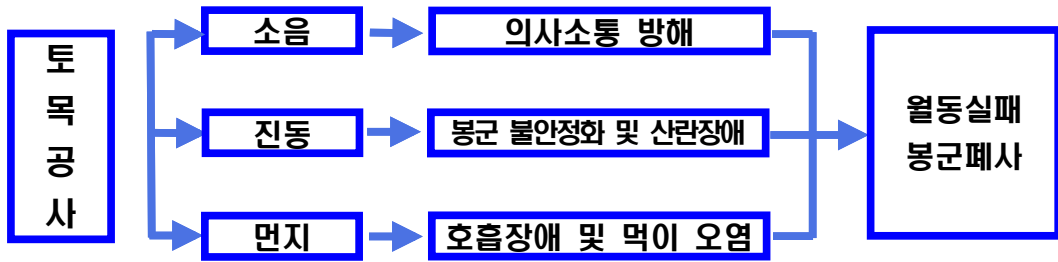 토목공사
소음
의사소통 방해
진동
봉군 불안정화 및 산란장애
먼지
호흡장애 및 먹이 오염
월동실패
봉군폐사